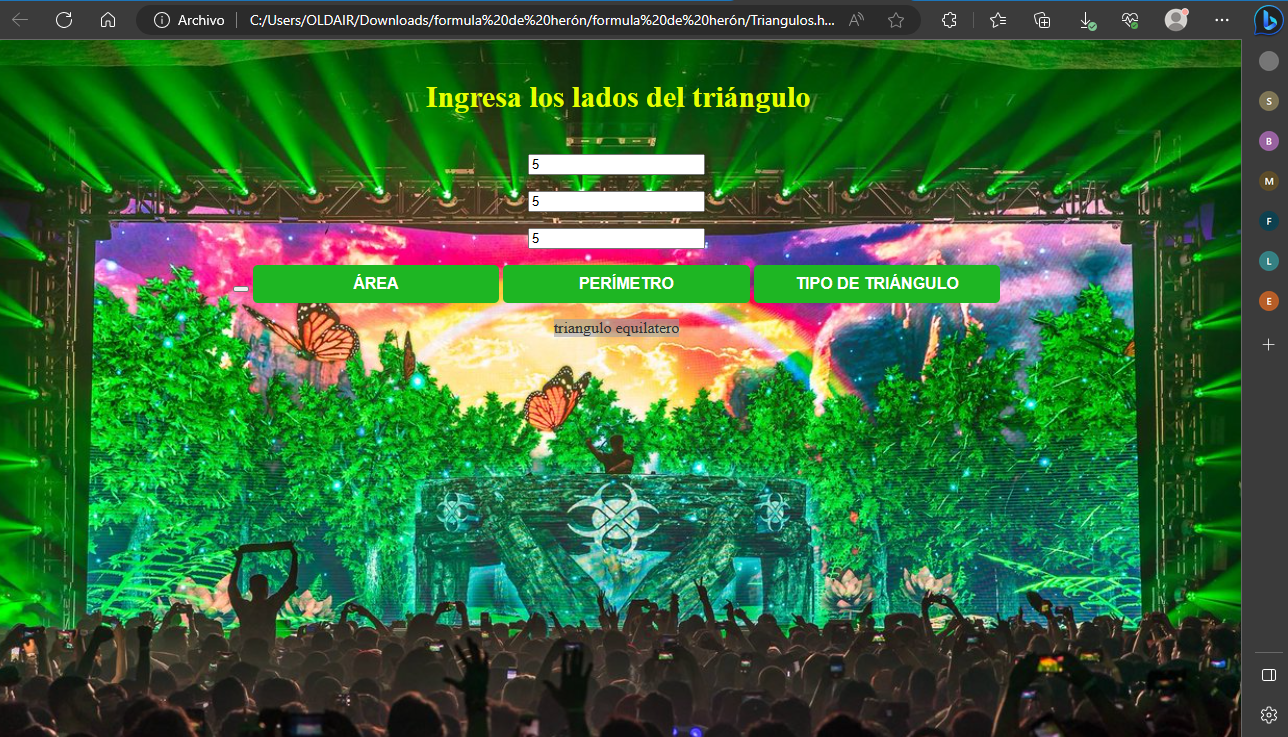 Archivo
C:/Users/OLDAIR/Downloads/formula%20de%20herón/formula%20de%20herón/Triangulos.h...
Ingresa los lados del triángulo
5
5
5
ÁREA
PERÍMETRO
TIPO DE TRIÁNGULO
triangulo equilatero
S
B
M
F
L
E